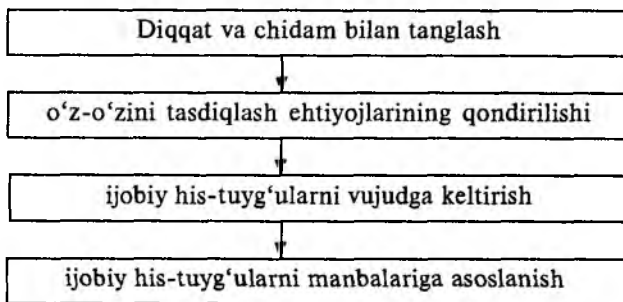 Diqqat va chidam bilan tanglash
o‘z-o‘zini tasdiqlash ehtiyojlarining qondirilishi
ijobiy his-tuyg‘ularni vujudga keltirish
ijobiy his-tuyg‘ularni manbalariga asoslanish